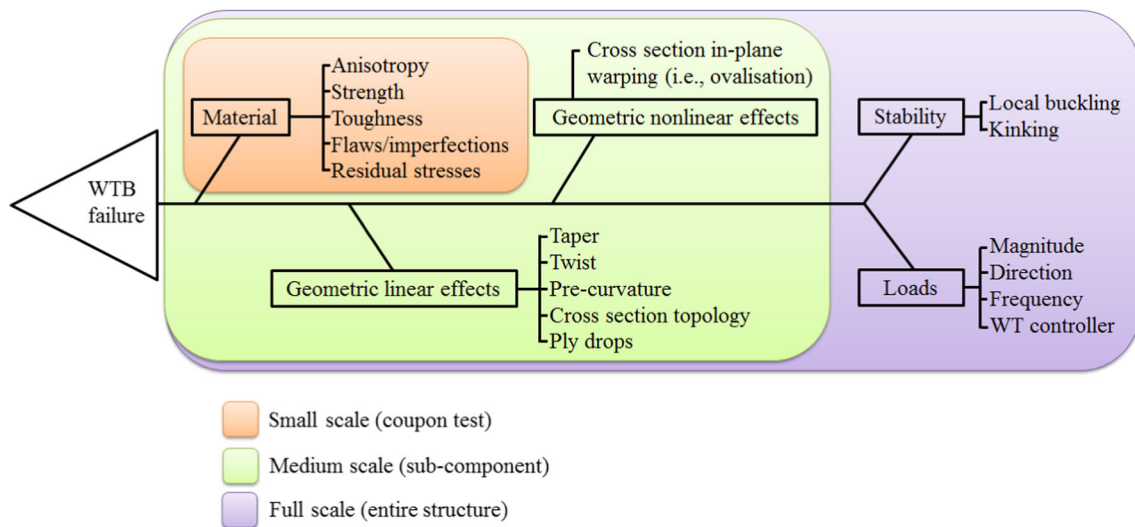 WTB
failure
Material
Anisotropy
Strength
Toughness
Flaws/imperfections
Residual stresses
Cross section in-plane
warping (i.e., ovalisation)
Geometric nonlinear effects
Stability
Local buckling
Kinking
Geometric linear effects
Taper
Twist
Pre-curvature
Cross section topology
Ply drops
Loads
Magnitude
Direction
Frequency
WT controller
Small scale (coupon test)
Medium scale (sub-component)
Full scale (entire structure)